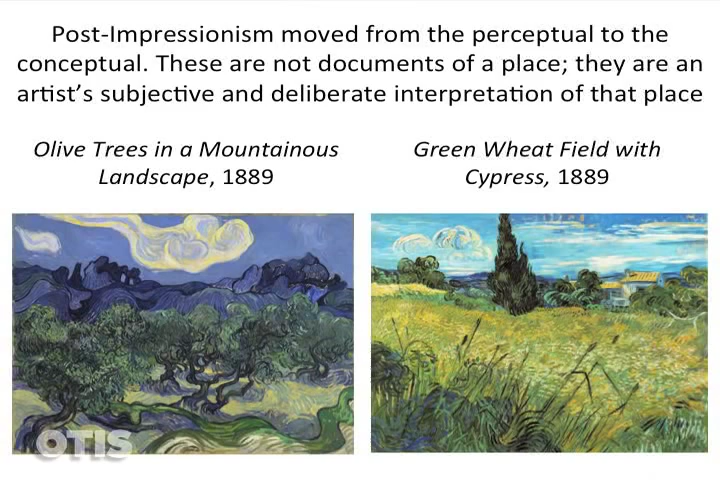 Post-Impressionism moved from the perceptual to the
conceptual. These are not documents of a place; they are an
artist’s subjective and deliberate interpretation of that place
Olive Trees in a Mountainous
Landscape, 1889
Green Wheat Field with
Cypress, 1889
OTIS